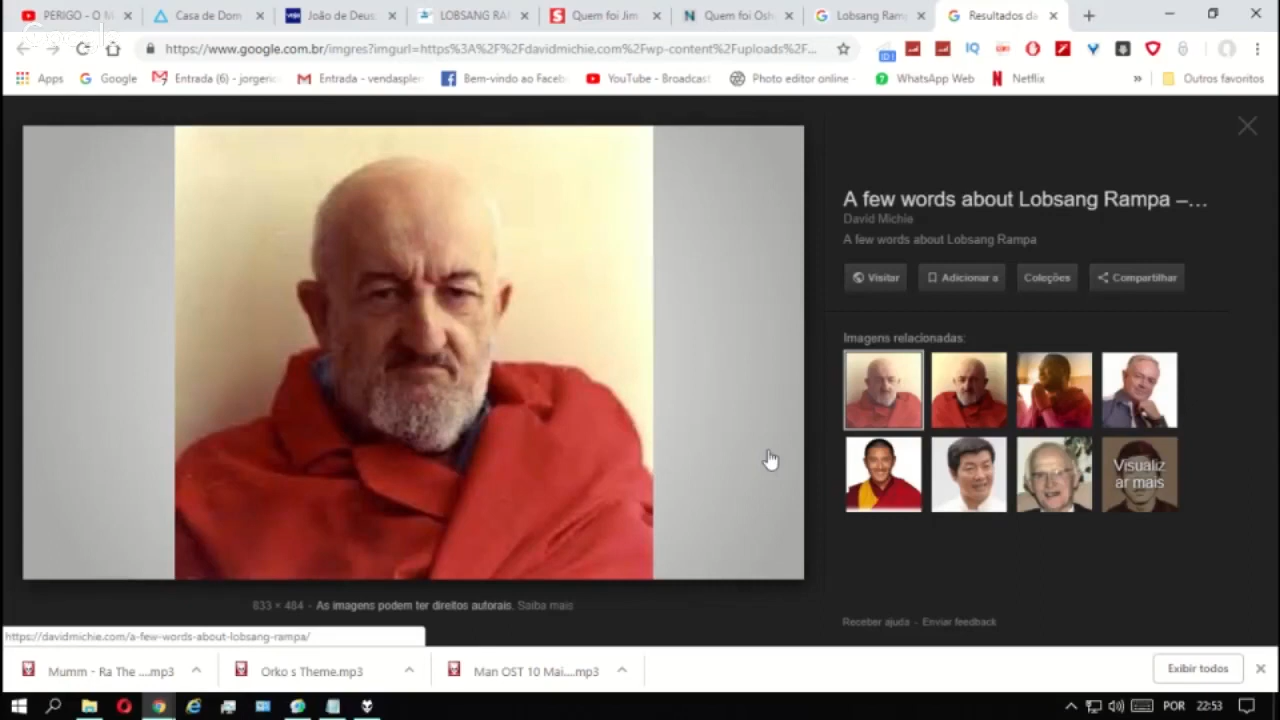 PERIGO - O M
Casa de Dom
João de Deus:
LOBSANG RA
Quem foi Jim
Quem foi Osh
Lobsang Ramp
Resultados da
Google
https://www.google.com.br/imgres?imgurl=https%3A%2F%2Fdavidmichie.com%2Fwp-content%2Fuploads%2F...
Apps
Google
Entrada (6) - jorgeric
Entrada - vendasplen
Bem-vindo ao Faceb
YouTube - Broadcast
Photo editor online -
WhatsApp Web
Netflix
»
Outros favoritos
A few words about Lobsang Rampa –...
David Michie
A few words about Lobsang Rampa
Visitar
Adicionar a
Coleções
Compartilhar
Imagens relacionadas:
Visualiz
ar mais
833 × 484 - As imagens podem ter direitos autorais. Saiba mais
Receber ajuda - Enviar feedback
https://davidmichie.com/a-few-words-about-lobsang-rampa/
Mumm - Ra The ....mp3
Orko s Theme.mp3
Man OST 10 Mai....mp3
Exibir todos
POR
22:53